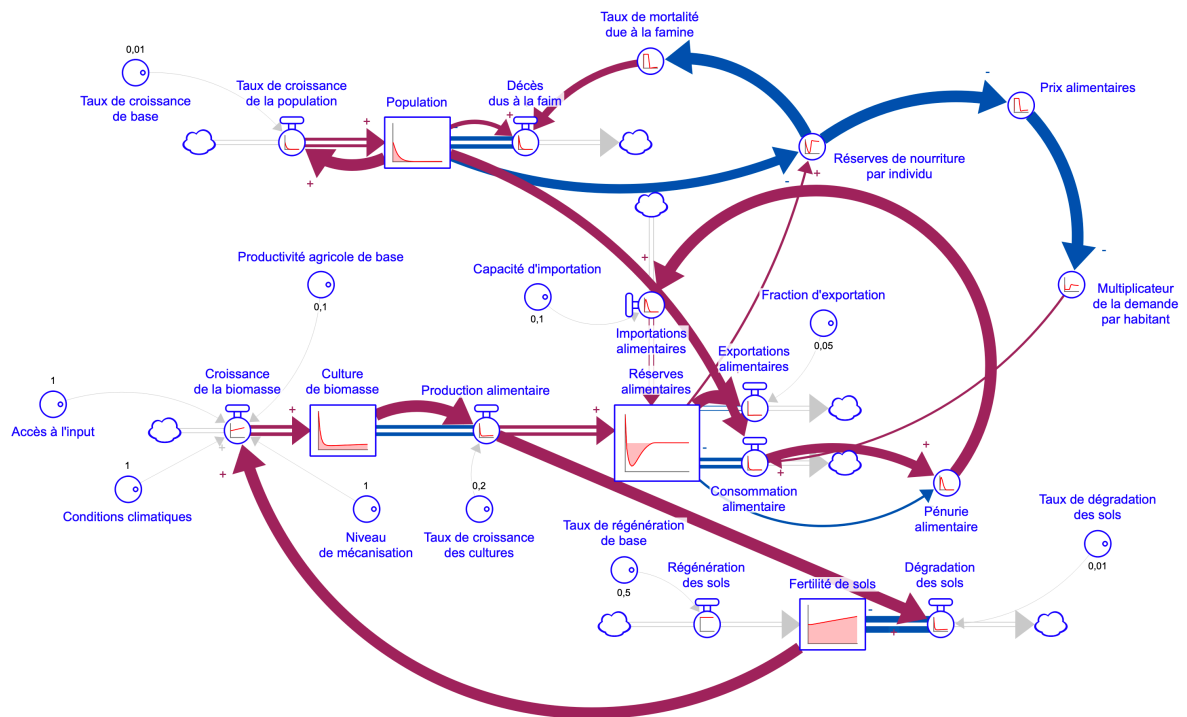 Taux de mortalité
due à la famine
0,01
Taux de croissance
de base
Taux de croissance
de la population
Population
Décès
dus à la faim
Prix alimentaires
Réserves de nourriture
par individu
+
+
+
+
-
+
-
-
Productivité agricole de base
0,1
Capacité d'importation
0,1
+
Fraction d'exportation
0,05
Multiplicateur
de la demande
par habitant
Importations
alimentaires
Exportations
alimentaires
Croissance
de la biomasse
Culture
de biomasse
Production alimentaire
Réserves
alimentaires
1
Accès à l'input
+
+
-
+
+
+
+
1
Conditions climatiques
1
Niveau
de mécanisation
0,2
Taux de croissance
des cultures
Consommation
alimentaire
Pénurie
alimentaire
Taux de régénération
de base
0,5
Régénération
des sols
Fertilité de sols
Dégradation
des sols
Taux de dégradation
des sols
0,01
-
+